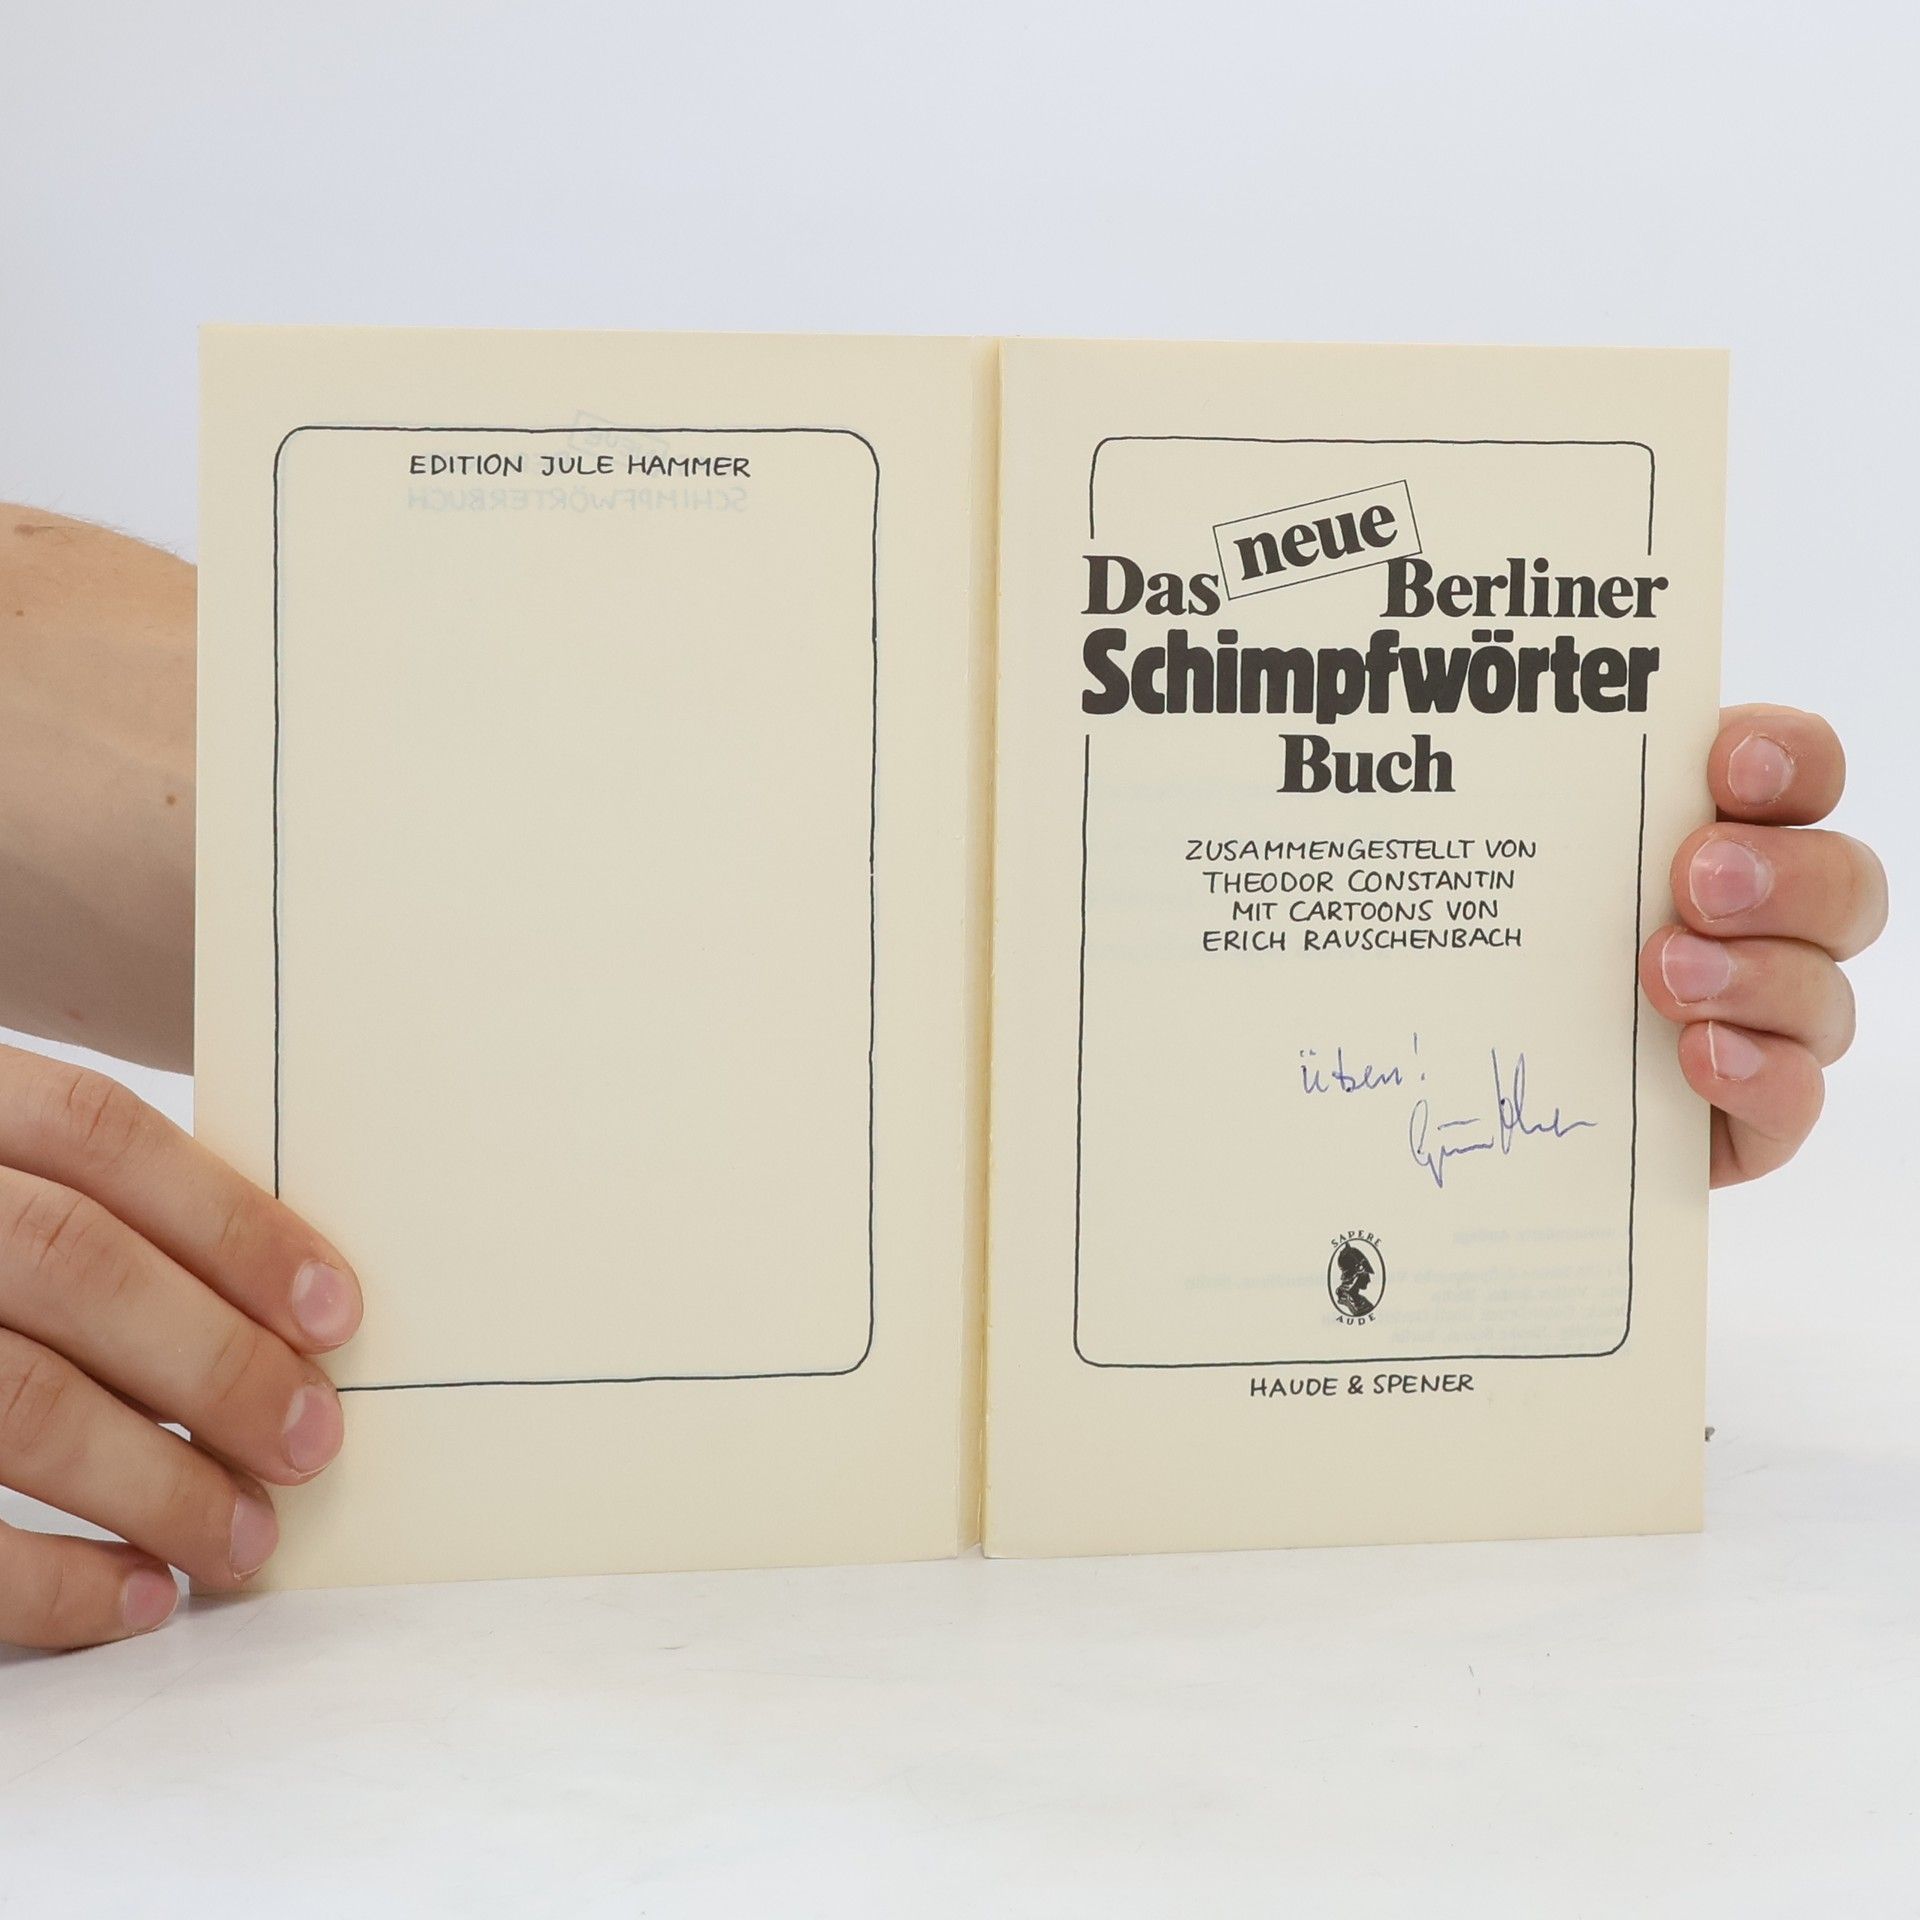 EDITION JULE HAMMER
Das neue Berliner
Schimpfwörter
Buch
ZUSAMMENGESTELLT VON
THEODOR CONSTANTIN
MIT CARTOONS VON
ERICH RAUSCHENBACH
üben!
SAPERE
AUDE
HAUDE & SPENER